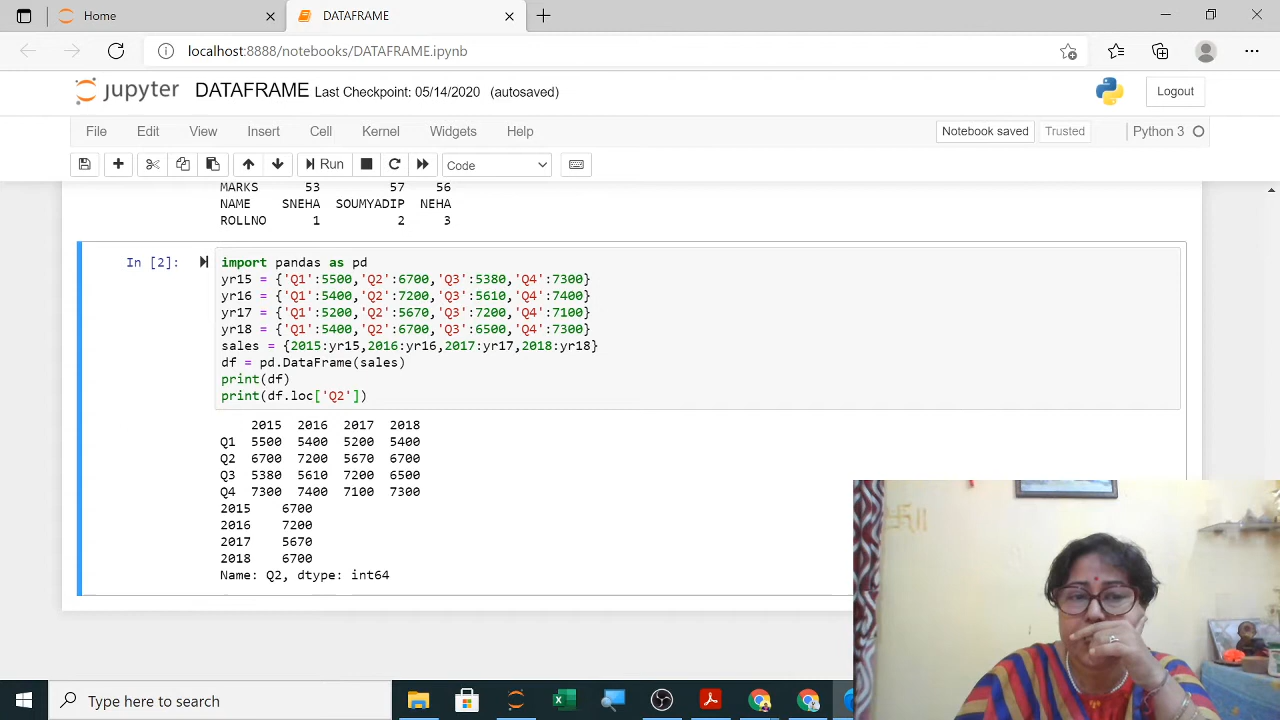 Home
DATAFRAME
localhost:8888/notebooks/DATAFRAME.ipynb
jupyter DATAFRAME Last Checkpoint: 05/14/2020 (autosaved)
Logout
File Edit View Insert Cell Kernel Widgets Help
Notebook saved Trusted Python 3
Run Code
MARKS 53 57 56
NAME SNEHA SOUMYADIP NEHA
ROLLNO 1 2 3
In [2]:
import pandas as pd
yr15 = {'Q1':5500,'Q2':6700,'Q3':5380,'Q4':7300}
yr16 = {'Q1':5400,'Q2':7200,'Q3':5610,'Q4':7400}
yr17 = {'Q1':5200,'Q2':5670,'Q3':7200,'Q4':7100}
yr18 = {'Q1':5400,'Q2':6700,'Q3':6500,'Q4':7300}
sales = {2015:yr15,2016:yr16,2017:yr17,2018:yr18}
df = pd.DataFrame(sales)
print(df)
print(df.loc['Q2'])
2015 2016 2017 2018
Q1 5500 5400 5200 5400
Q2 6700 7200 5670 6700
Q3 5380 5610 7200 6500
Q4 7300 7400 7100 7300
2015 6700
2016 7200
2017 5670
2018 6700
Name: Q2, dtype: int64
Type here to search